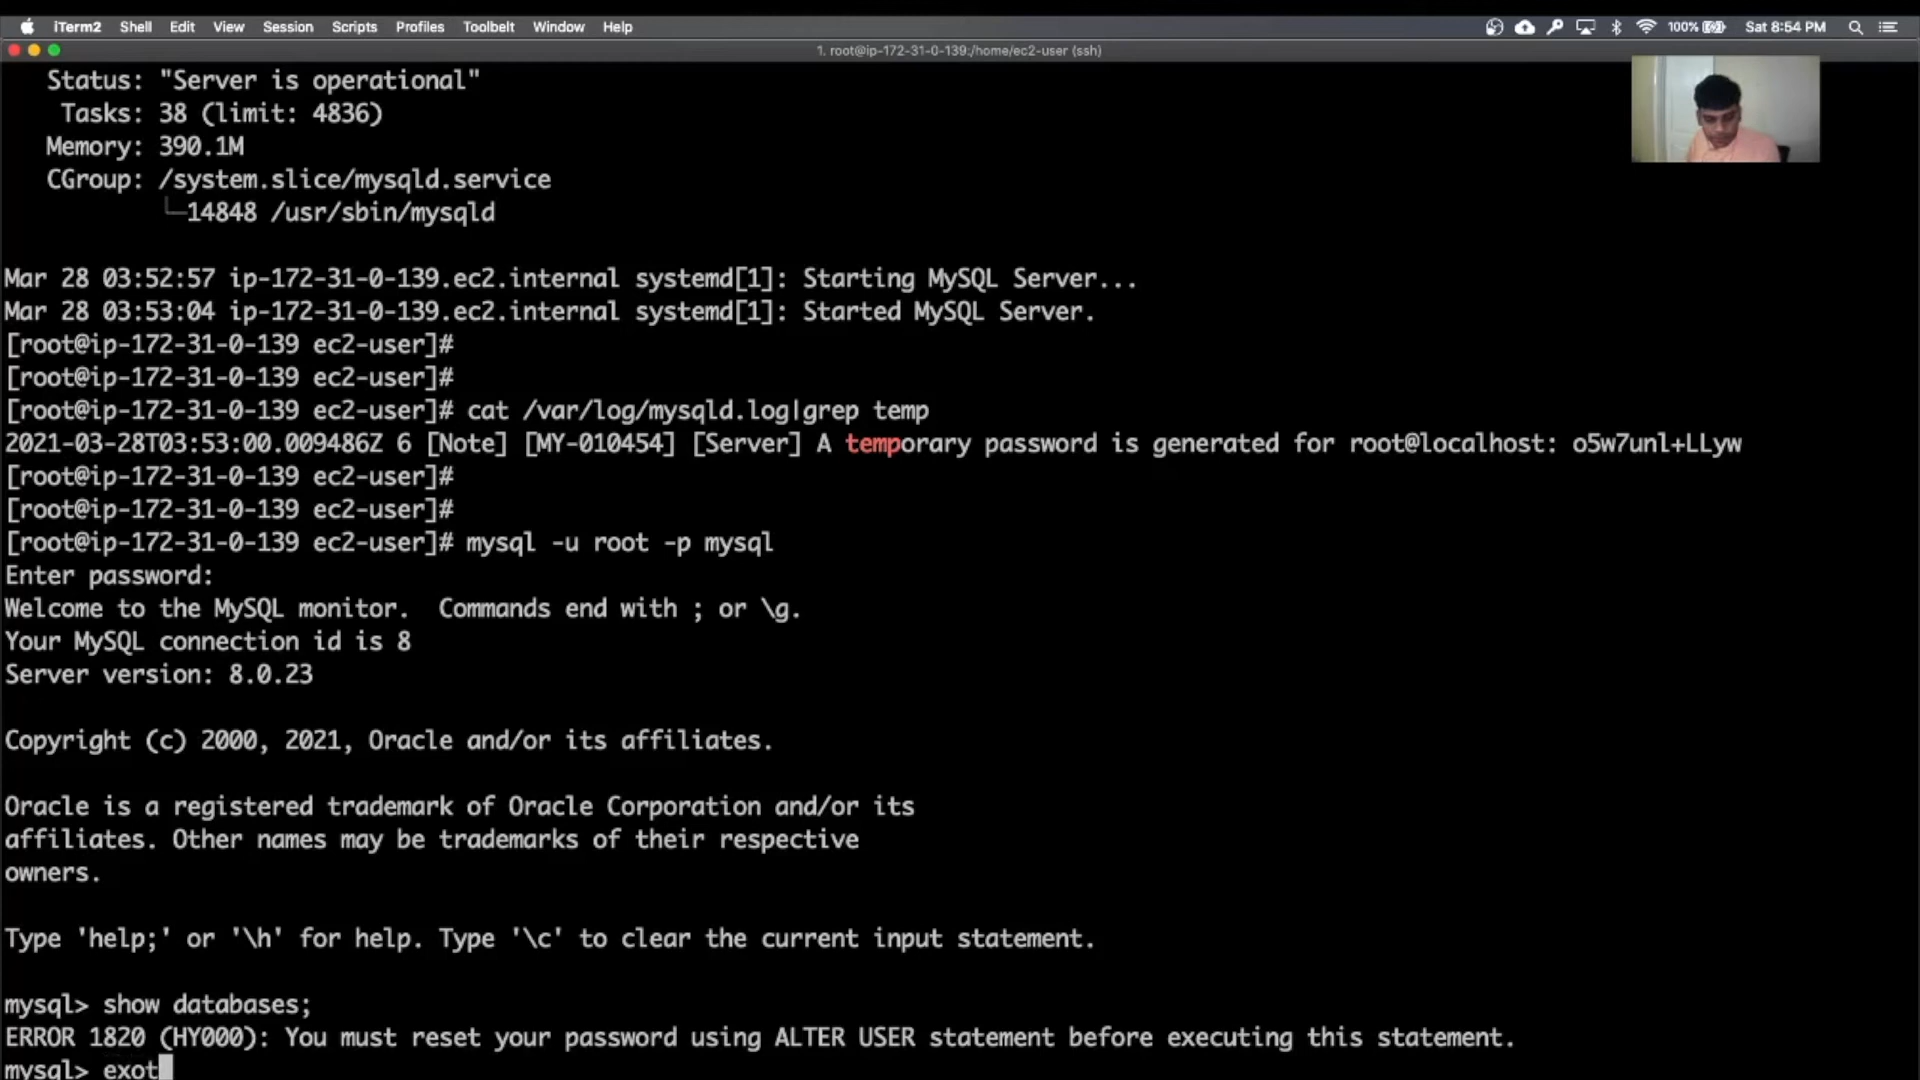 iTerm2 Shell Edit View Session Scripts Profiles Toolbelt Window Help 100% Sat 8:54 PM
1. root@ip-172-31-0-139:/home/ec2-user (ssh)
Status: "Server is operational"
Tasks: 38 (limit: 4836)
Memory: 390.1M
CGroup: /system.slice/mysqld.service
└─14848 /usr/sbin/mysqld
Mar 28 03:52:57 ip-172-31-0-139.ec2.internal systemd[1]: Starting MySQL Server...
Mar 28 03:53:04 ip-172-31-0-139.ec2.internal systemd[1]: Started MySQL Server.
[root@ip-172-31-0-139 ec2-user]#
[root@ip-172-31-0-139 ec2-user]#
[root@ip-172-31-0-139 ec2-user]# cat /var/log/mysqld.log|grep temp
2021-03-28T03:53:00.009486Z 6 [Note] [MY-010454] [Server] A temporary password is generated for root@localhost: o5w7unl+LLyw
[root@ip-172-31-0-139 ec2-user]#
[root@ip-172-31-0-139 ec2-user]#
[root@ip-172-31-0-139 ec2-user]# mysql -u root -p mysql
Enter password:
Welcome to the MySQL monitor.  Commands end with ; or \g.
Your MySQL connection id is 8
Server version: 8.0.23
Copyright (c) 2000, 2021, Oracle and/or its affiliates.
Oracle is a registered trademark of Oracle Corporation and/or its
affiliates. Other names may be trademarks of their respective
owners.
Type 'help;' or '\h' for help. Type '\c' to clear the current input statement.
mysql> show databases;
ERROR 1820 (HY000): You must reset your password using ALTER USER statement before executing this statement.
mysql> exot